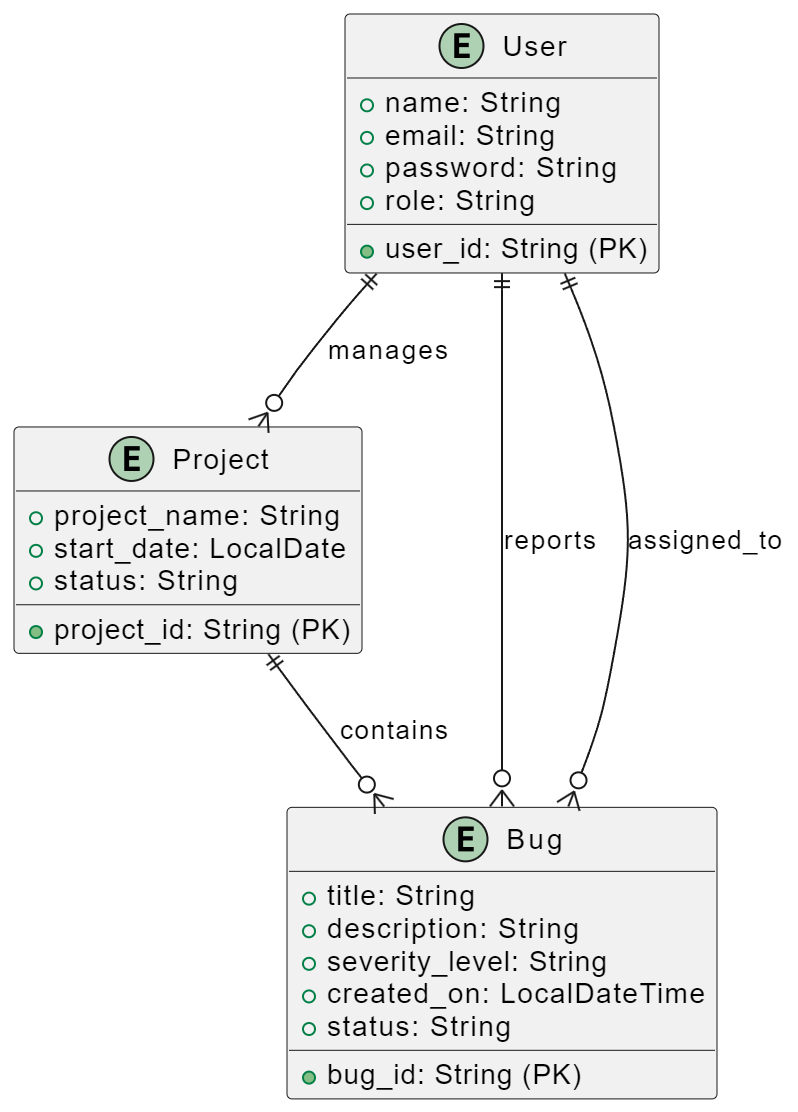 E User
name: String
email: String
password: String
role: String
user_id: String (PK)
manages
E Project
project_name: String
start_date: LocalDate
status: String
project_id: String (PK)
reports
assigned_to
contains
E Bug
title: String
description: String
severity_level: String
created_on: LocalDateTime
status: String
bug_id: String (PK)